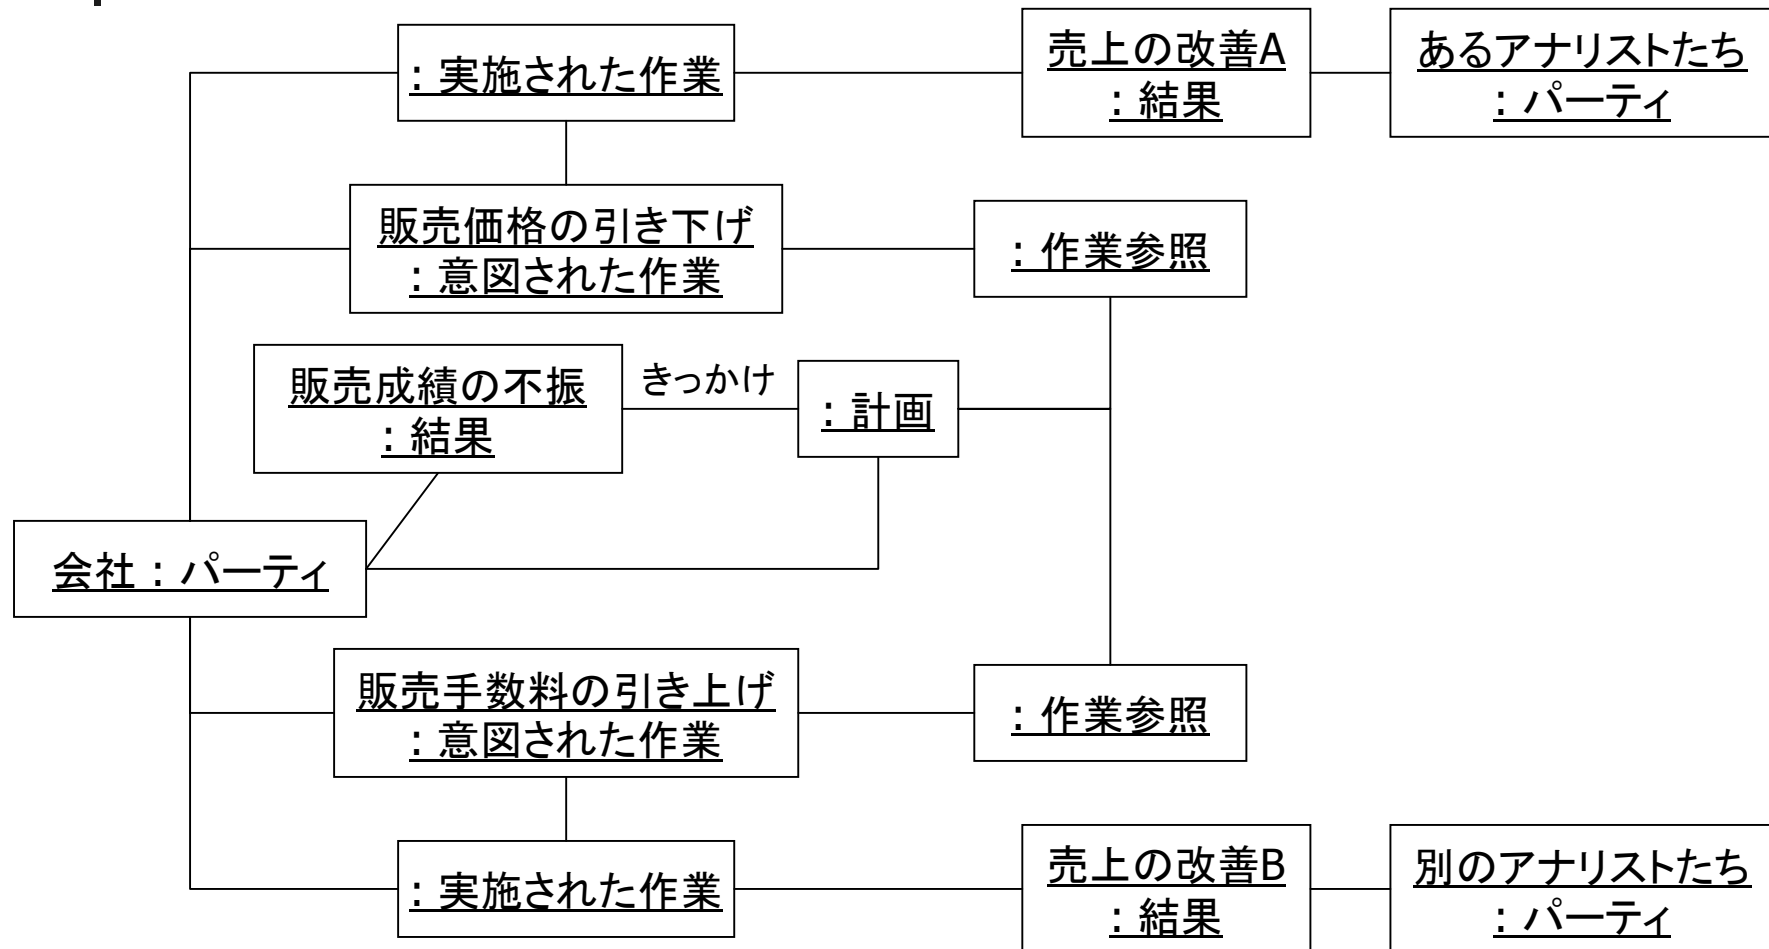 ：実施された作業
売上の改善A
：結果
あるアナリストたち
：パーティ
販売価格の引き下げ
：意図された作業
：作業参照
販売成績の不振
：結果
きっかけ
：計画
会社：パーティ
販売手数料の引き上げ
：意図された作業
：作業参照
：実施された作業
売上の改善B
：結果
別のアナリストたち
：パーティ